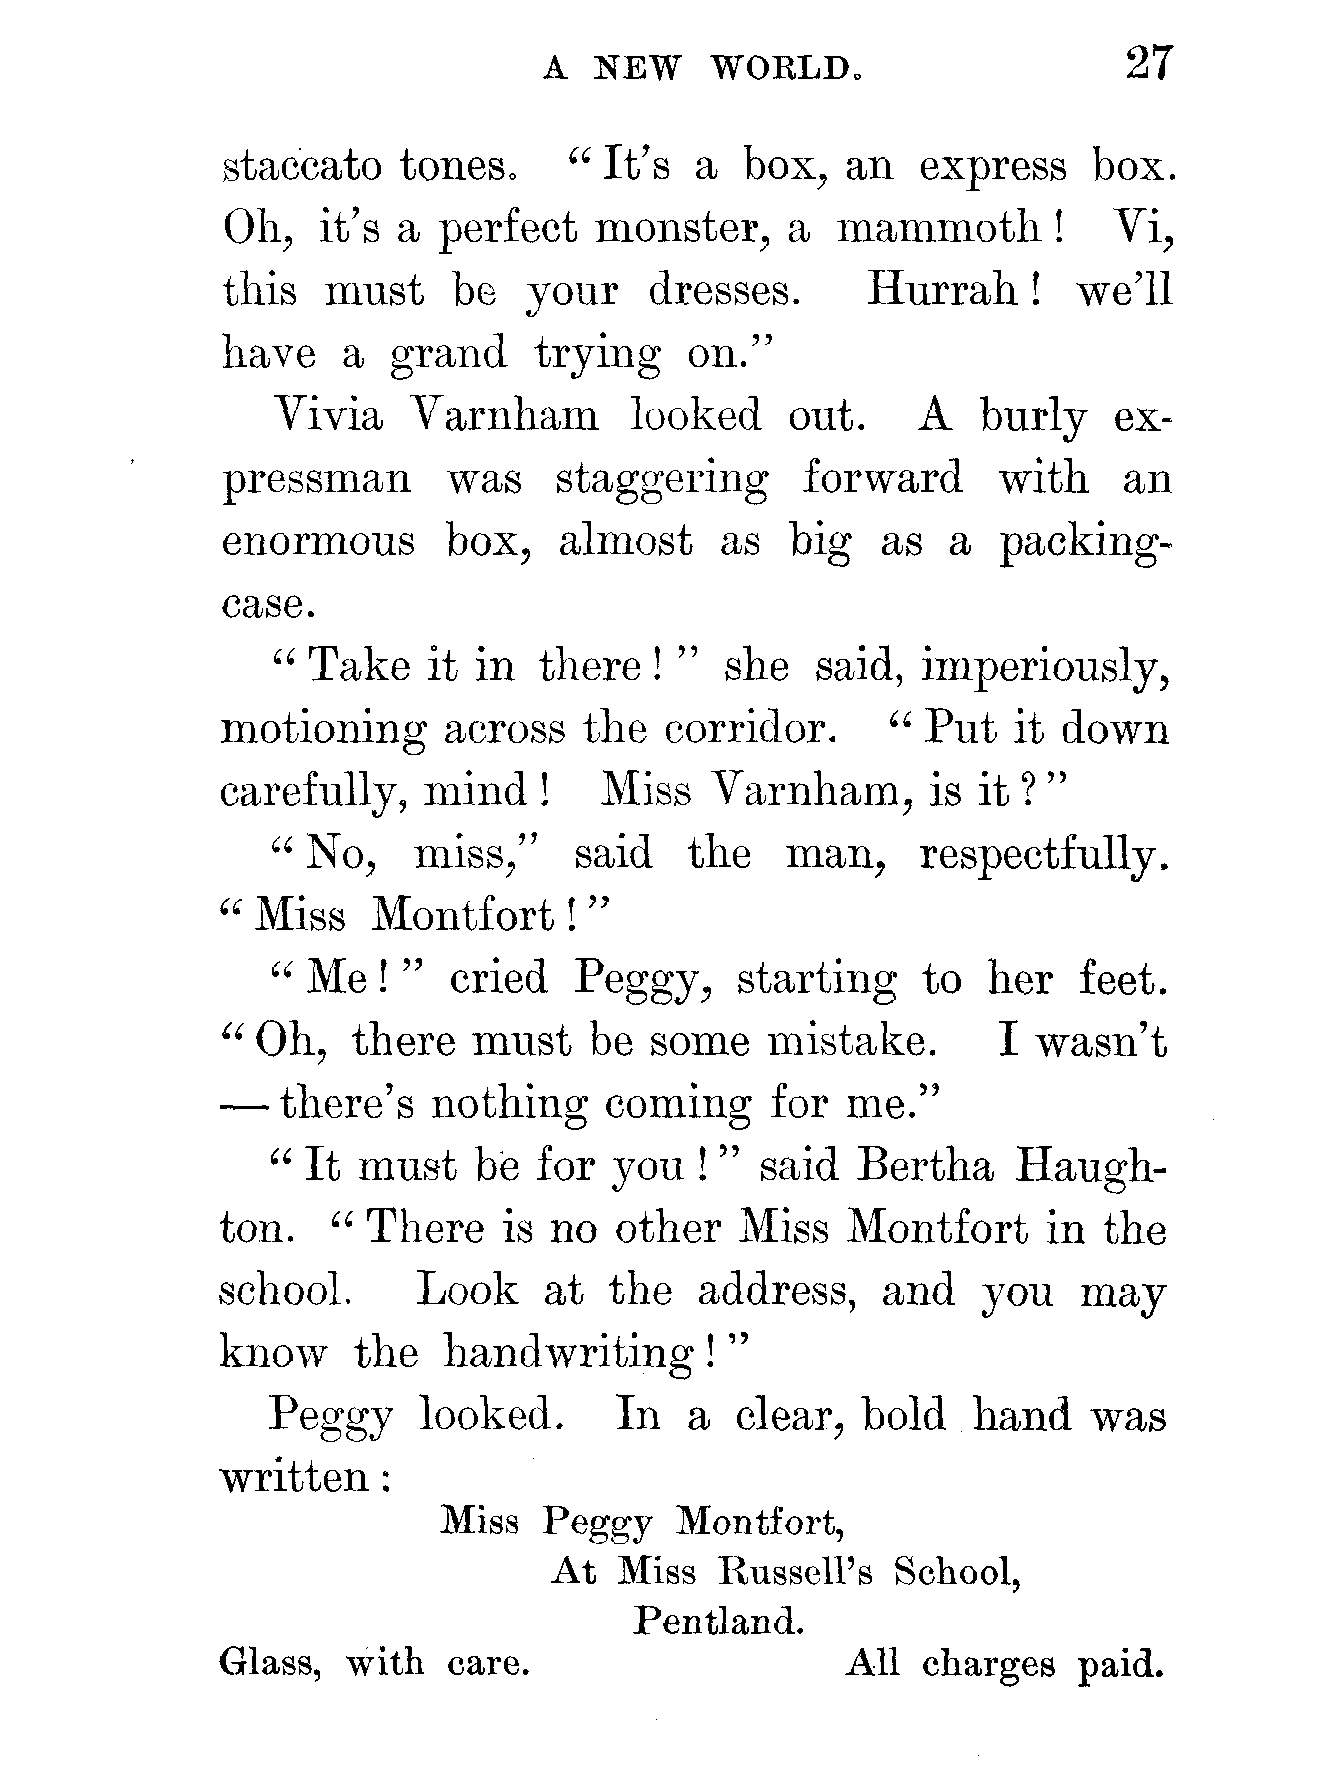 A NEW WORLD. 27
staccato tones. “It's a box, an express box.
Oh, it's a perfect monster, a mammoth! Vi,
this must be your dresses. Hurrah! we'll
have a grand trying on.”
Vivia Varnham looked out. A burly ex-
pressman was staggering forward with an
enormous box, almost as big as a packing-
case.
“Take it in there!” she said, imperiously,
motioning across the corridor. “Put it down
carefully, mind! Miss Varnham, is it?”
“No, miss,” said the man, respectfully.
“Miss Montfort!”
“Me!” cried Peggy, starting to her feet.
“Oh, there must be some mistake. I wasn't
— there's nothing coming for me.”
“It must be for you!” said Bertha Haugh-
ton. “There is no other Miss Montfort in the
school. Look at the address, and you may
know the handwriting!”
Peggy looked. In a clear, bold hand was
written:
Miss Peggy Montfort,
At Miss Russell's School,
Pentland.
Glass, with care. All charges paid.